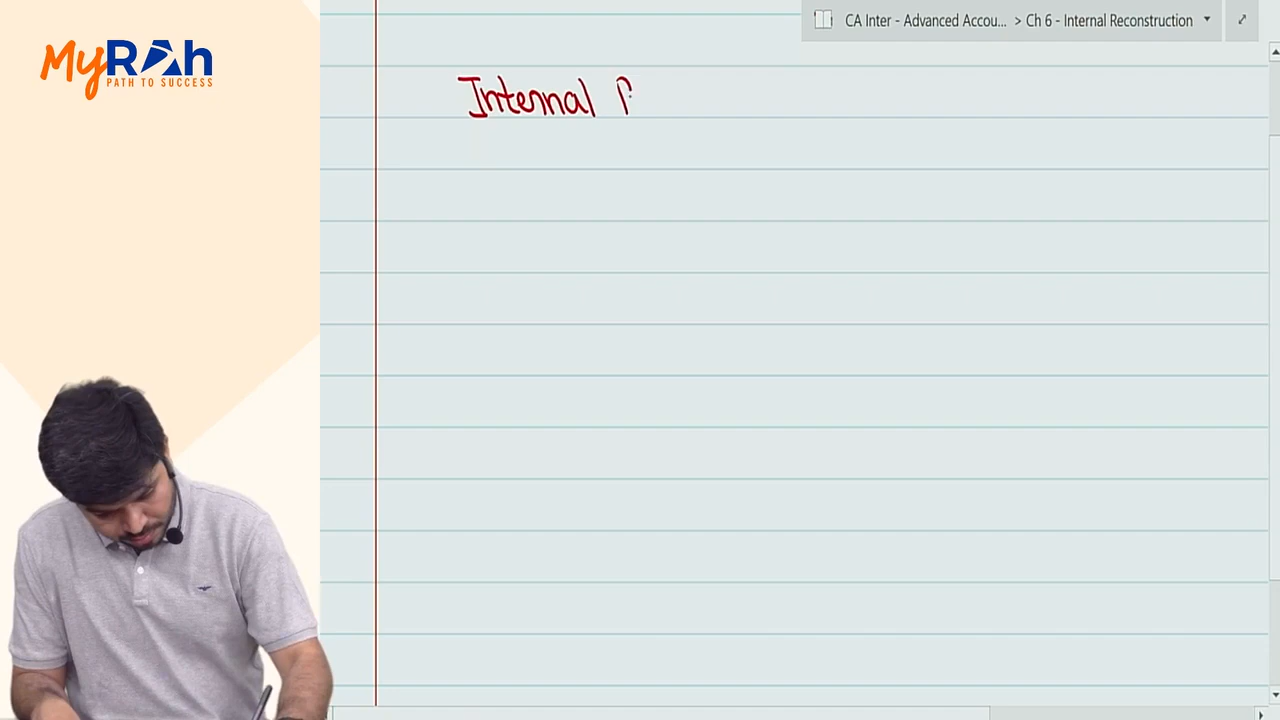 MyRAh
PATH TO SUCCESS
CA Inter - Advanced Accou... > Ch 6 - Internal Reconstruction
Internal